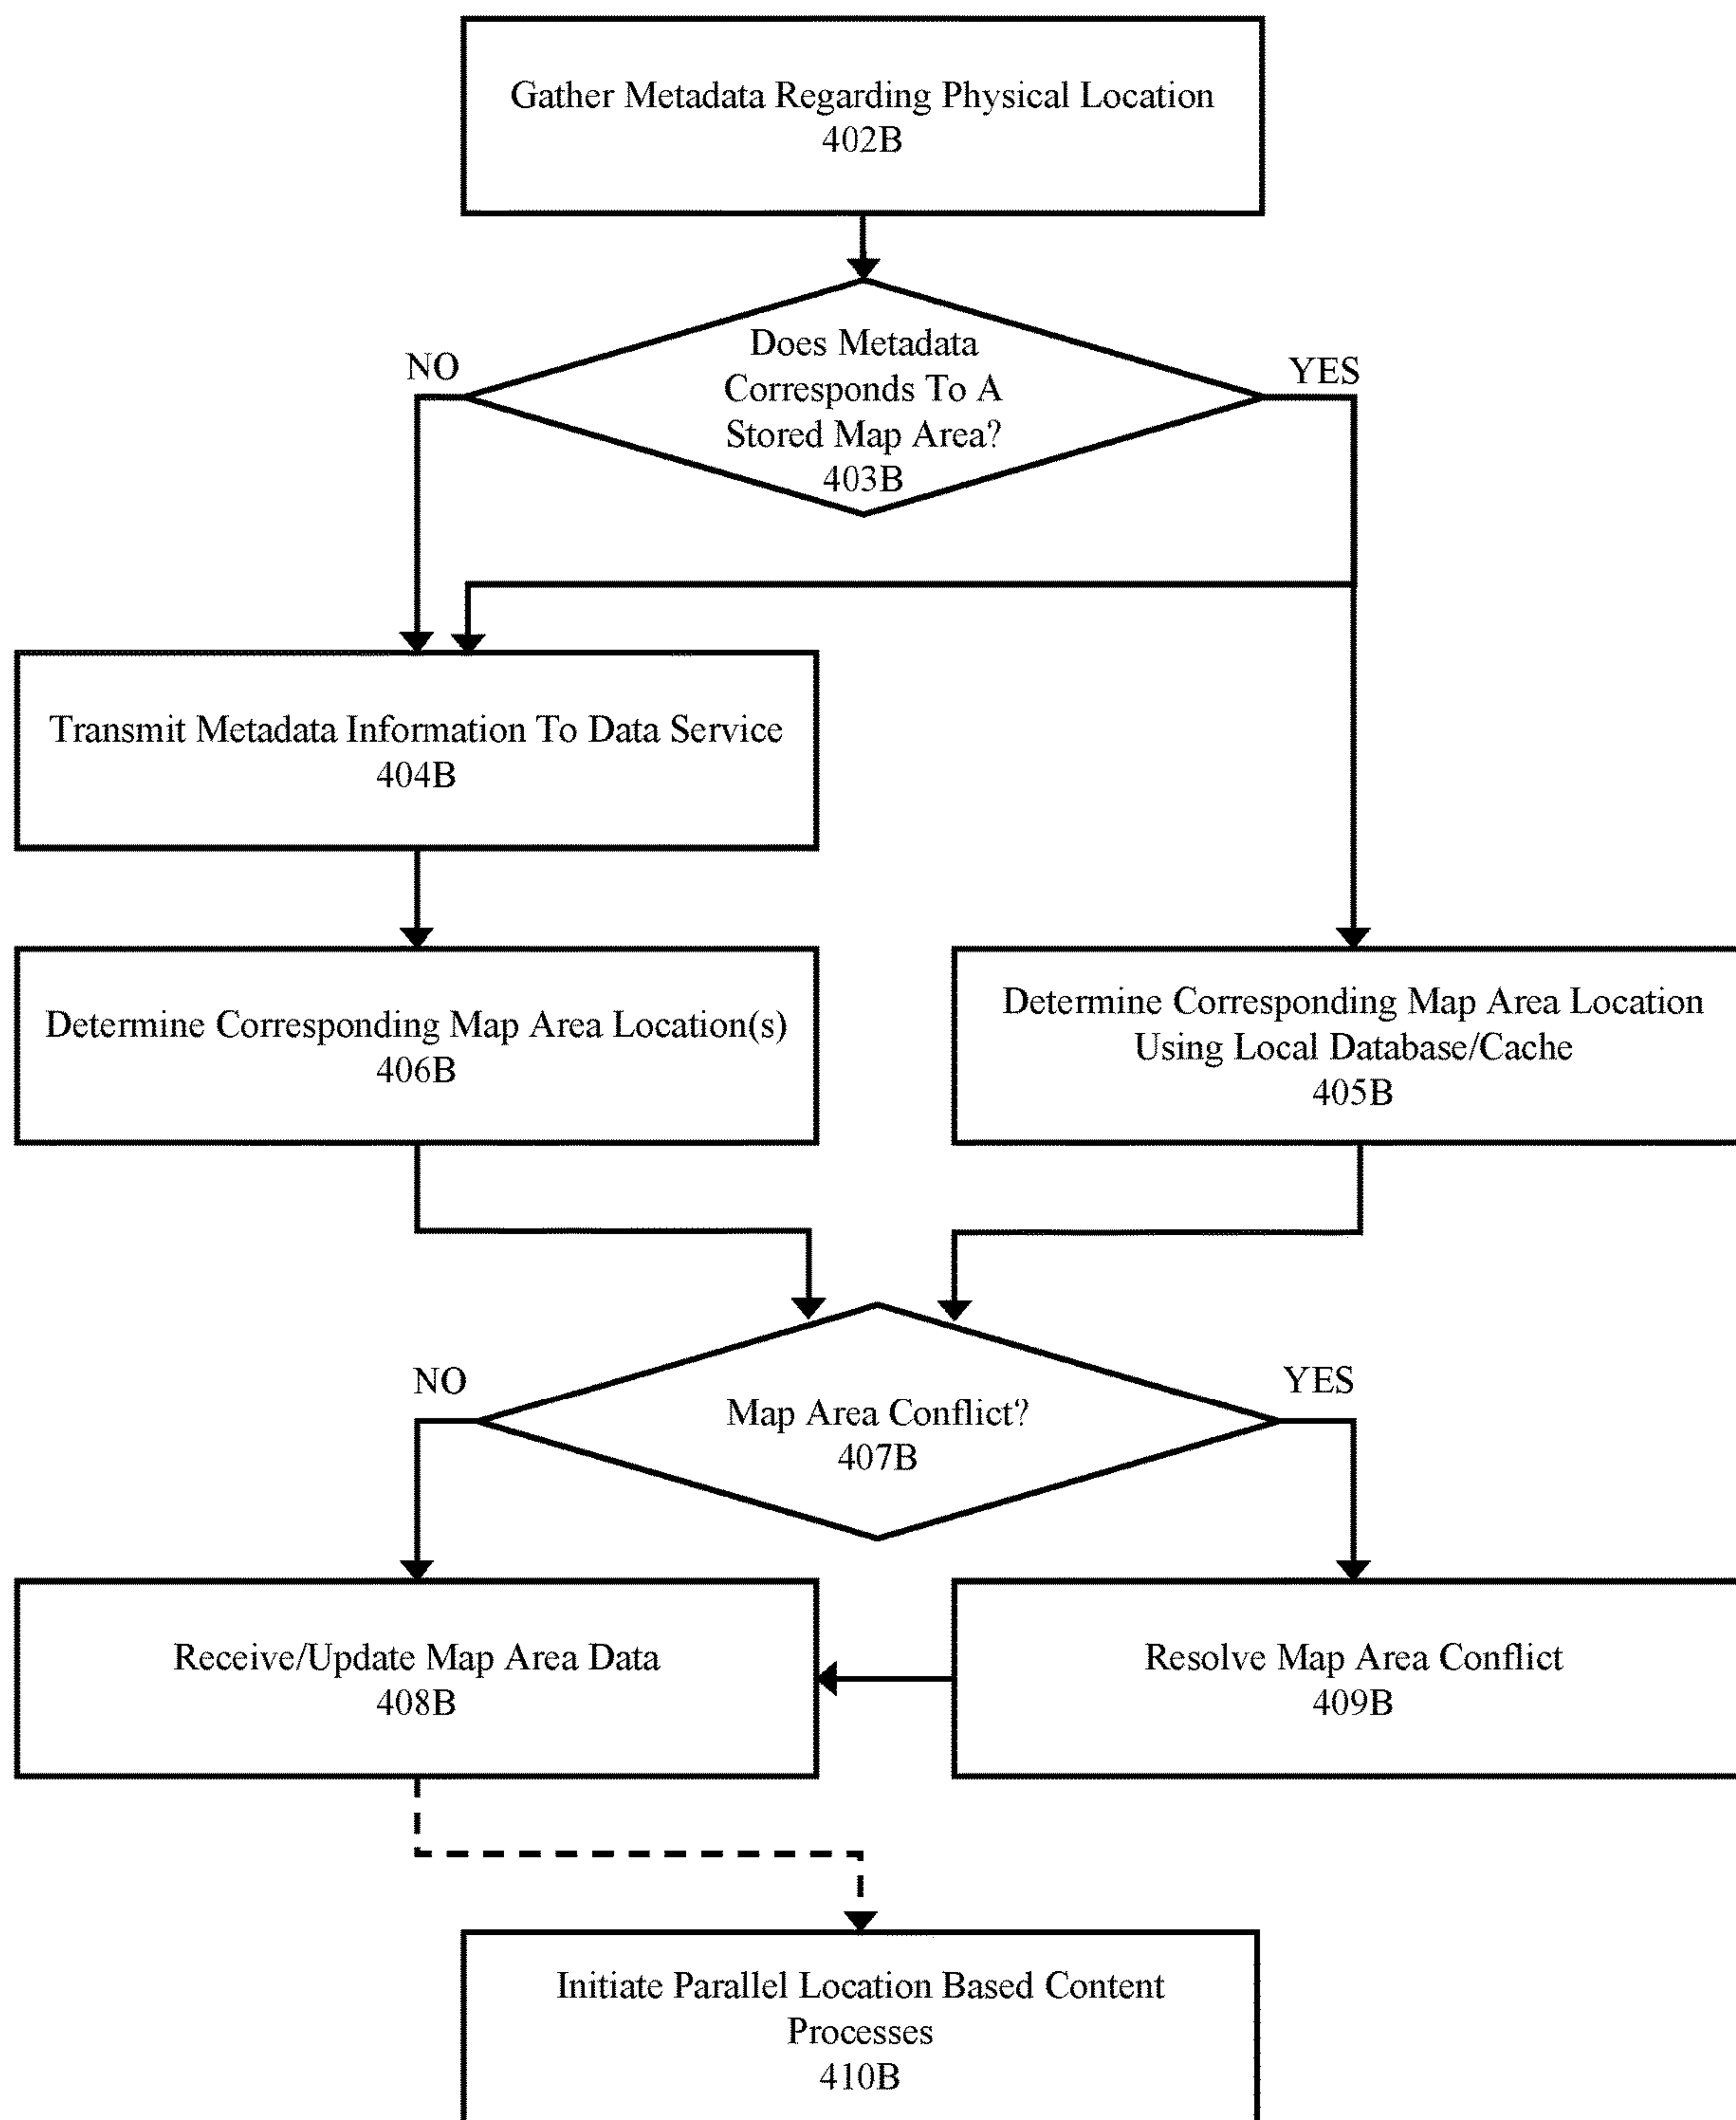 Gather Metadata Regarding Physical Location
402B
Does Metadata
Corresponds To A
Stored Map Area?
403B
NO
YES
Transmit Metadata Information To Data Service
404B
Determine Corresponding Map Area Location(s)
406B
Determine Corresponding Map Area Location
Using Local Database/Cache
405B
Map Area Conflict?
407B
NO
YES
Receive/Update Map Area Data
408B
Resolve Map Area Conflict
409B
Initiate Parallel Location Based Content
Processes
410B